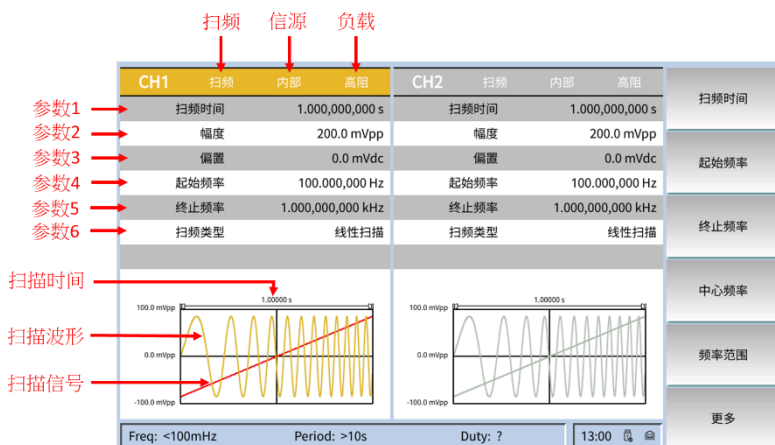 扫频 信源 负载
CH1 扫频 内部 高阻 CH2 扫频 内部 高阻 扫频时间
参数1 扫频时间 1.000,000,000 s 扫频时间 1.000,000,000 s
参数2 幅度 200.0 mVpp 幅度 200.0 mVpp
参数3 偏置 0.0 mVdc 偏置 0.0 mVdc 起始频率
参数4 起始频率 100.000,000 Hz 起始频率 100.000,000 Hz
参数5 终止频率 1.000,000,000 kHz 终止频率 1.000,000,000 kHz
参数6 扫频类型 线性扫描 扫频类型 线性扫描 终止频率
扫描时间 中心频率
1.00000 s 1.00000 s
100.0 mVpp 100.0 mVpp
扫描波形
0.0 mVpp 0.0 mVpp 频率范围
扫描信号
-100.0 mVpp -100.0 mVpp
更多
Freq: <100mHz Period: >10s Duty: ? 13:00